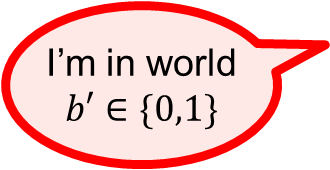 I'm in world
b′ ∈ {0,1}